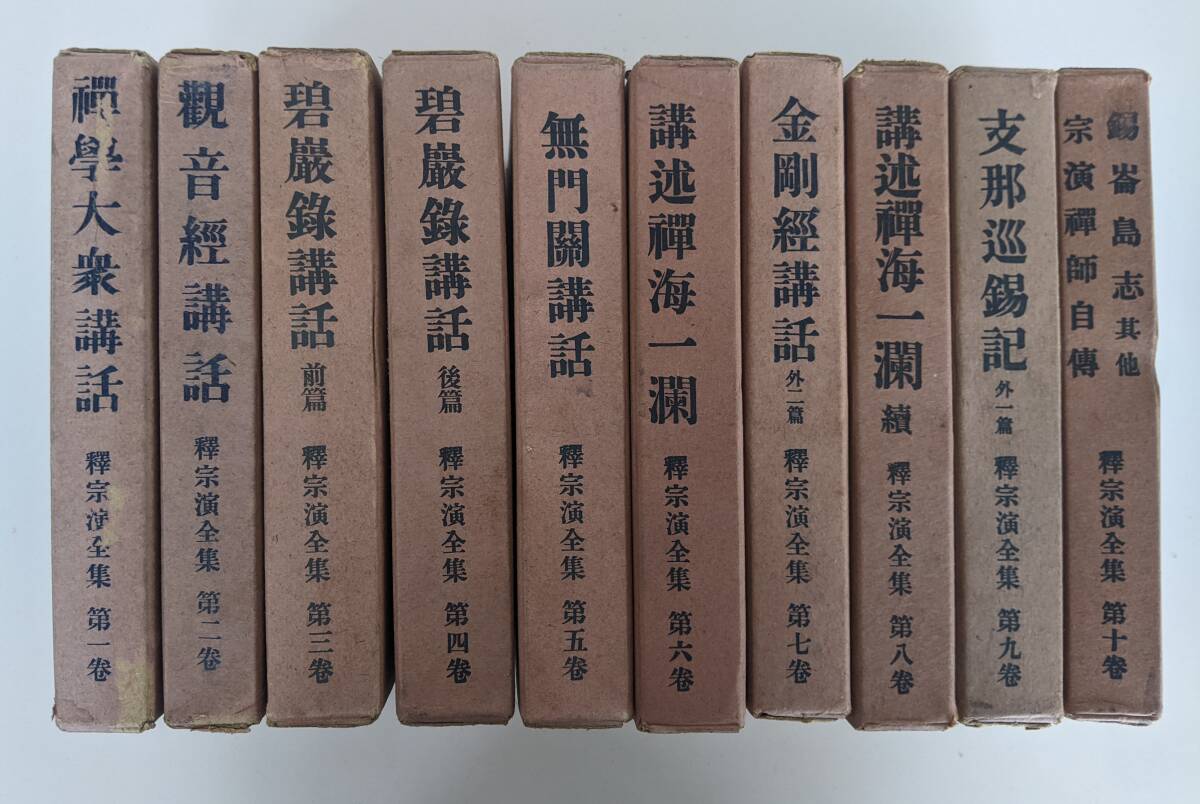 禪學大衆講話
釋宗演全集 第一卷
觀音經講話
釋宗演全集 第二卷
碧巖錄講話 前篇
釋宗演全集 第三卷
碧巖錄講話 後篇
釋宗演全集 第四卷
無門關講話
釋宗演全集 第五卷
講述禪海一瀾
釋宗演全集 第六卷
金剛經講話 外二篇
釋宗演全集 第七卷
講述禪海一瀾 續
釋宗演全集 第八卷
支那巡錫記 外一篇
釋宗演全集 第九卷
錫崙島志其他
宗演禪師自傳
釋宗演全集 第十卷